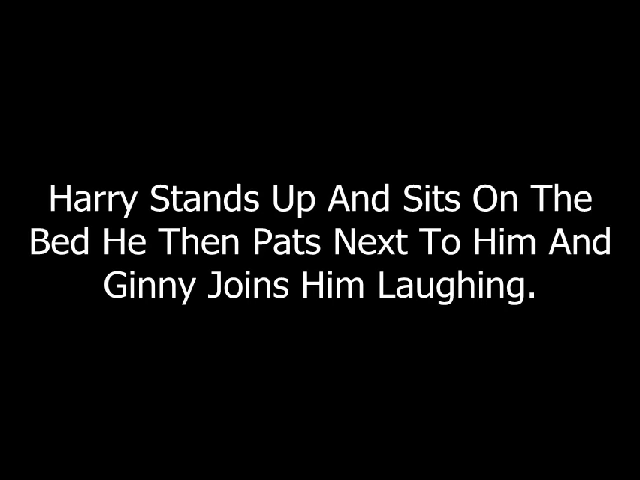 Harry Stands Up And Sits On The
Bed He Then Pats Next To Him And
Ginny Joins Him Laughing.